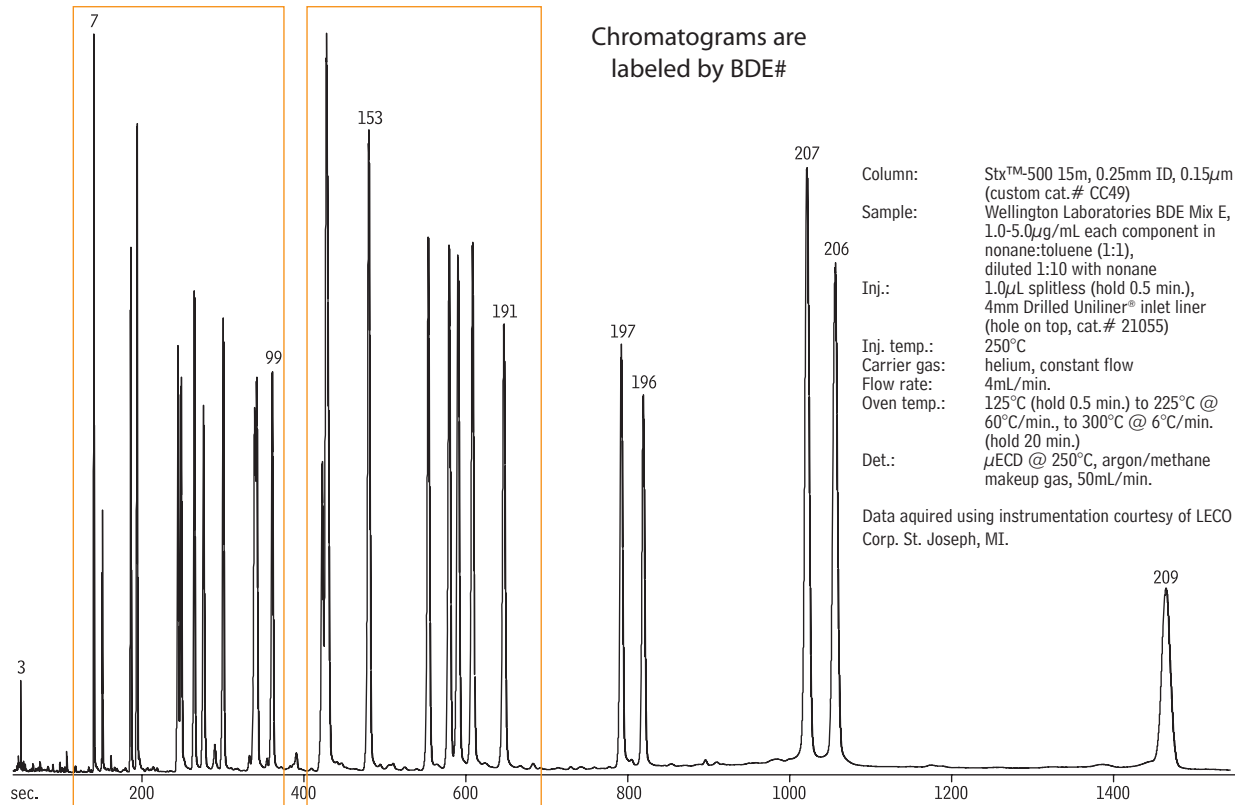 Chromatograms are
labeled by BDE#
7
153
207
206
191
197
99
196
3
209
Column: Stx™-500 15m, 0.25mm ID, 0.15µm
(custom cat.# CC49)
Sample: Wellington Laboratories BDE Mix E,
1.0-5.0µg/mL each component in
nonane:toluene (1:1),
diluted 1:10 with nonane
Inj.: 1.0µL splitless (hold 0.5 min.),
4mm Drilled Uniliner® inlet liner
(hole on top, cat.# 21055)
Inj. temp.: 250°C
Carrier gas: helium, constant flow
Flow rate: 4mL/min.
Oven temp.: 125°C (hold 0.5 min.) to 225°C @
60°C/min., to 300°C @ 6°C/min.
(hold 20 min.)
Det.: µECD @ 250°C, argon/methane
makeup gas, 50mL/min.
Data aquired using instrumentation courtesy of LECO
Corp. St. Joseph, MI.
sec. 200 400 600 800 1000 1200 1400